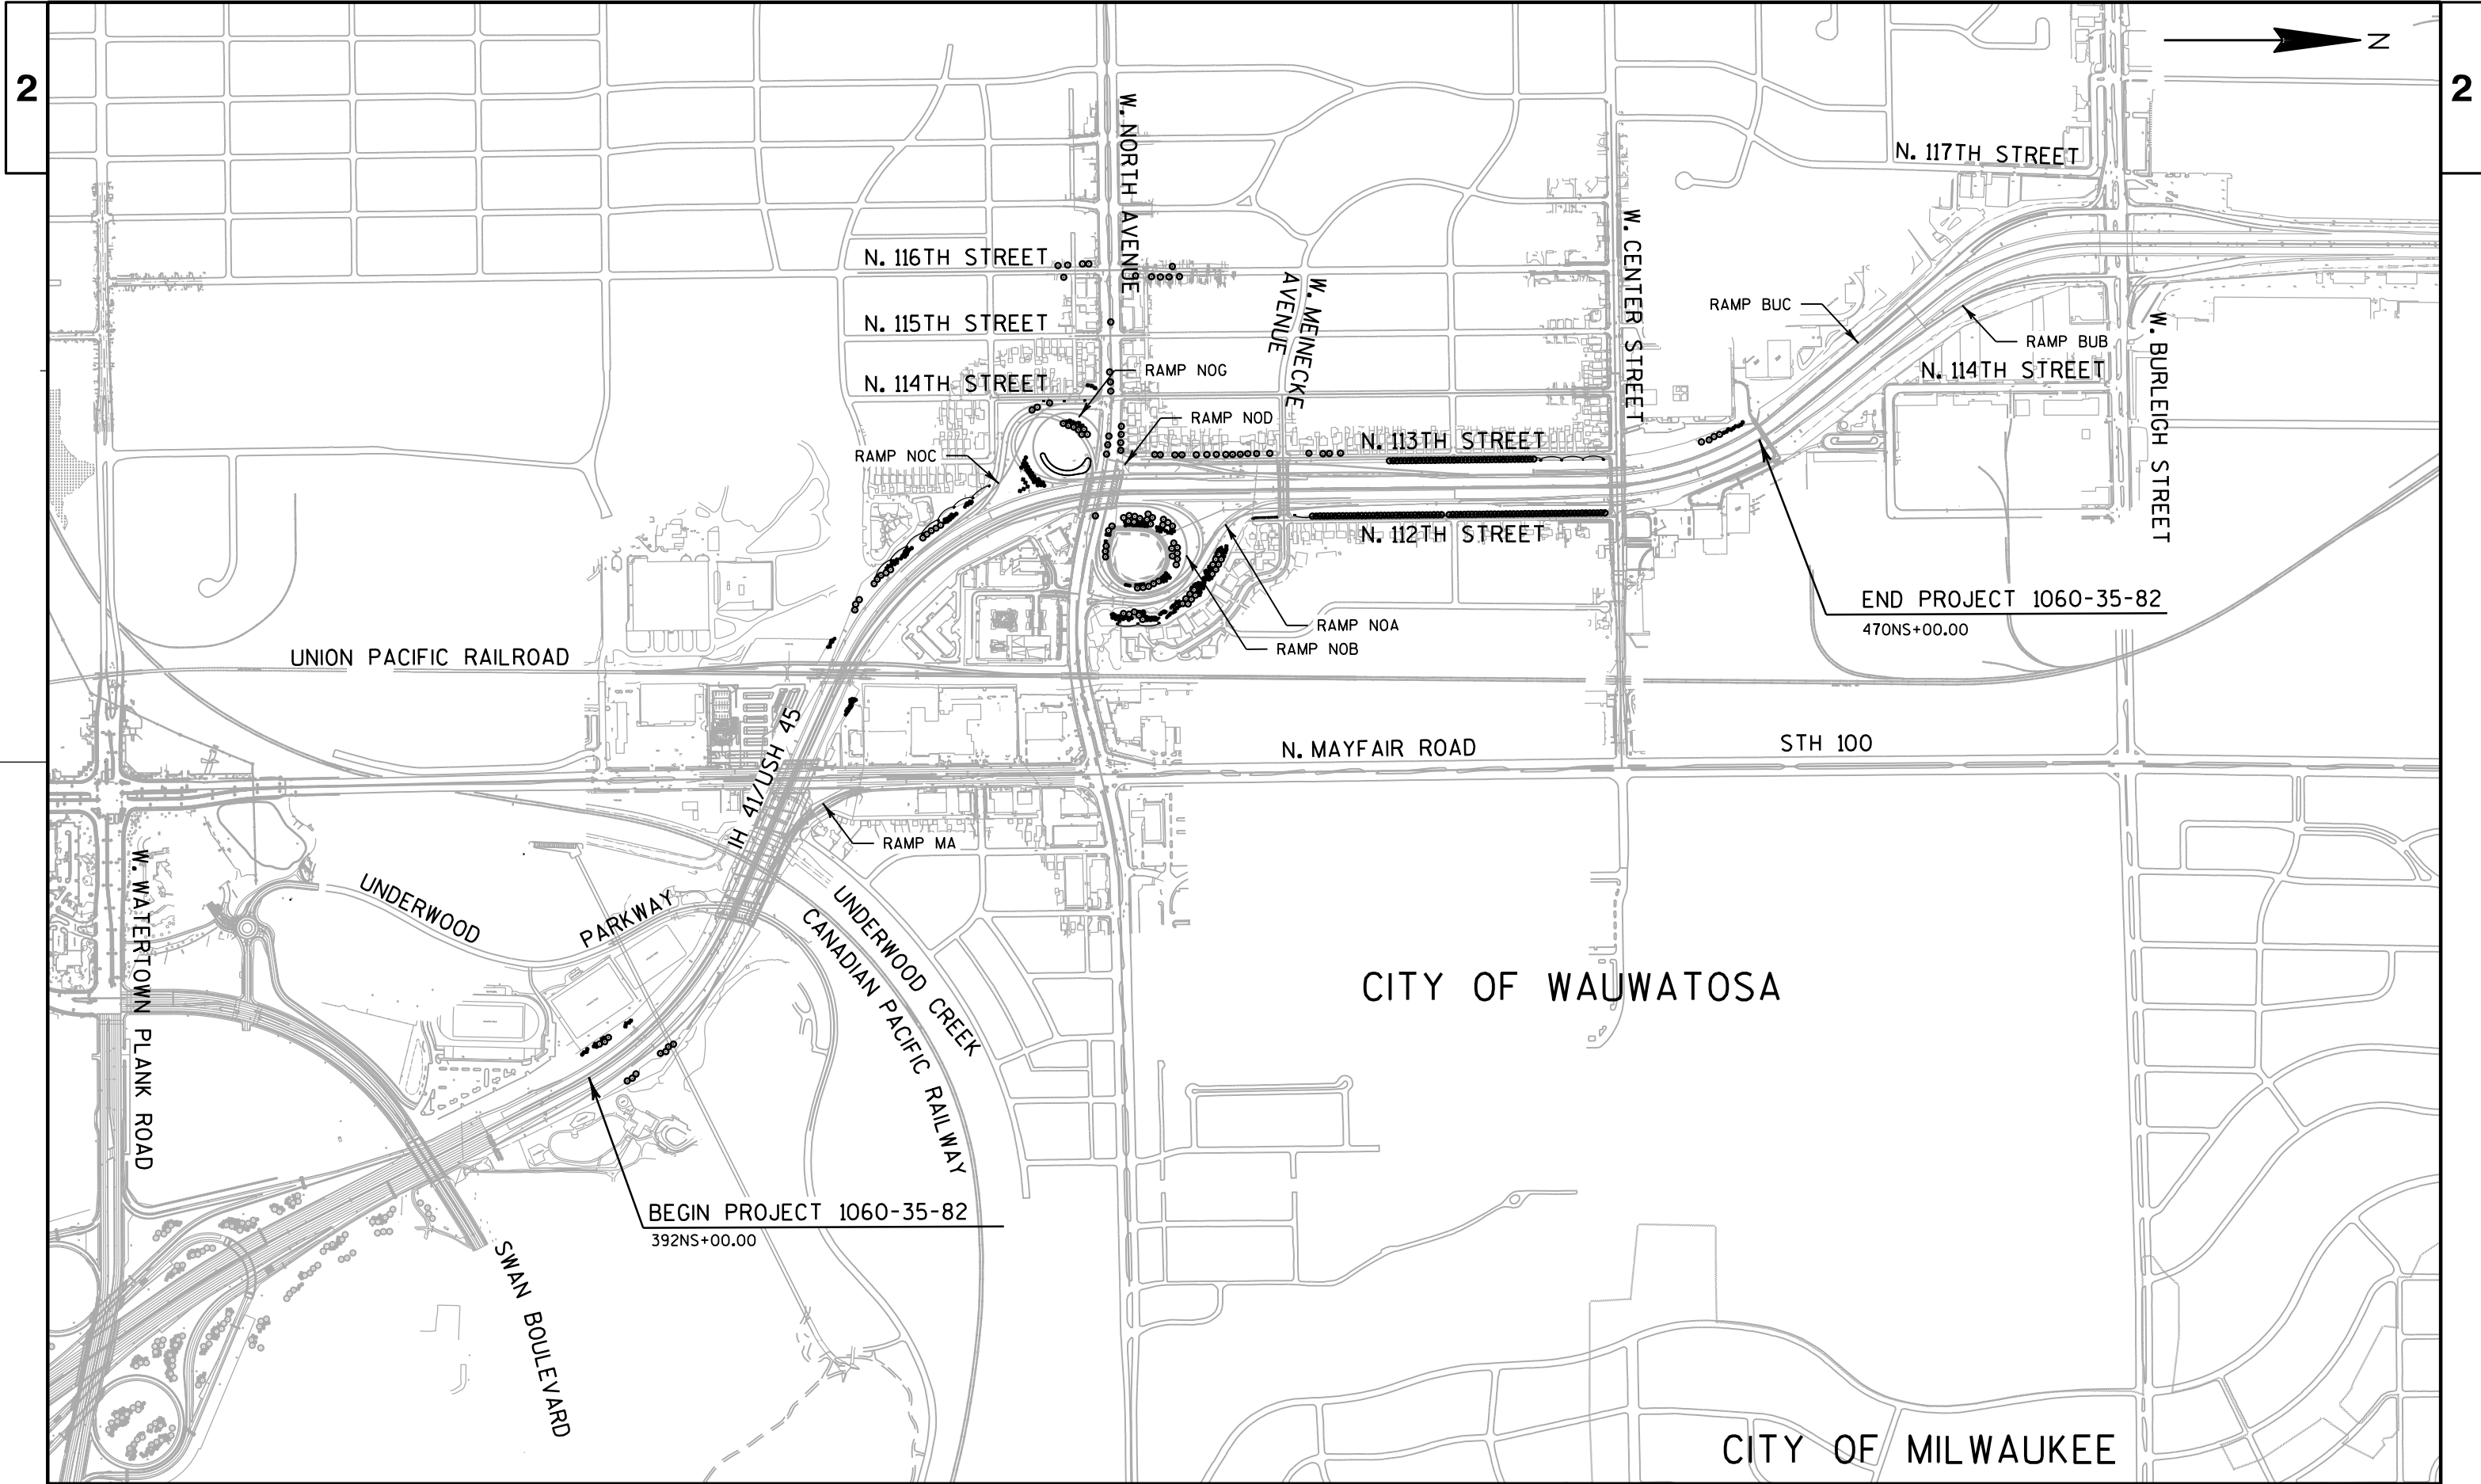 2
2
N
W. NORTH AVENUE
N. 117TH STREET
N. 116TH STREET
W. MEINECKE
AVENUE
W. CENTER STREET
RAMP BUC
N. 115TH STREET
RAMP BUB
W. BURLEIGH STREET
N. 114TH STREET
RAMP NOG
N. 114TH STREET
RAMP NOD
N. 113TH STREET
RAMP NOC
N. 112TH STREET
END PROJECT 1060-35-82
470NS+00.00
RAMP NOA
RAMP NOB
UNION PACIFIC RAILROAD
IH 41/USH 45
N. MAYFAIR ROAD
STH 100
RAMP MA
W. WATERTOWN PLANK ROAD
UNDERWOOD
PARKWAY
UNDERWOOD CREEK
CANADIAN PACIFIC RAILWAY
CITY OF WAUWATOSA
BEGIN PROJECT 1060-35-82
392NS+00.00
SWAN BOULEVARD
CITY OF MILWAUKEE